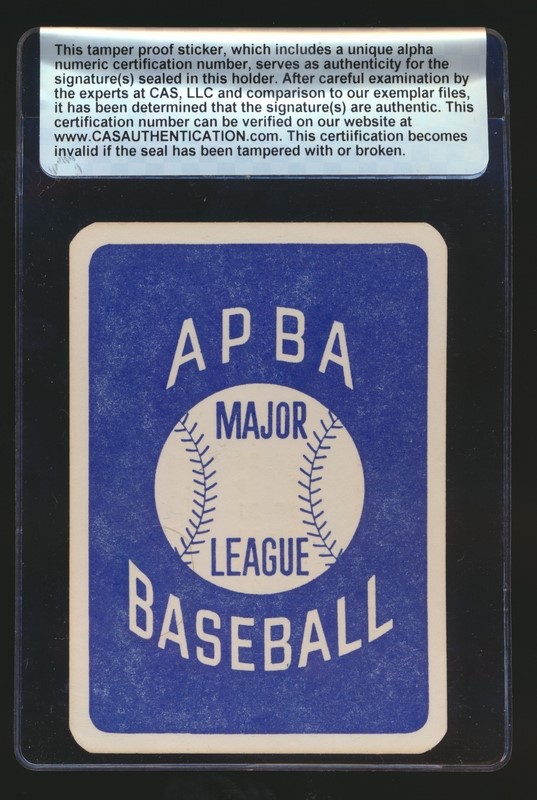 This tamper proof sticker, which includes a unique alpha
numeric certification number, serves as authenticity for the
signature(s) sealed in this holder. After careful examination by
the experts at CAS, LLC and comparison to our exemplar files,
it has been determined that the signature(s) are authentic. This
certification number can be verified on our website at
www.CASAUTHENTICATION.com. This certiification becomes
invalid if the seal has been tampered with or broken.
APBA
MAJOR
LEAGUE
BASEBALL